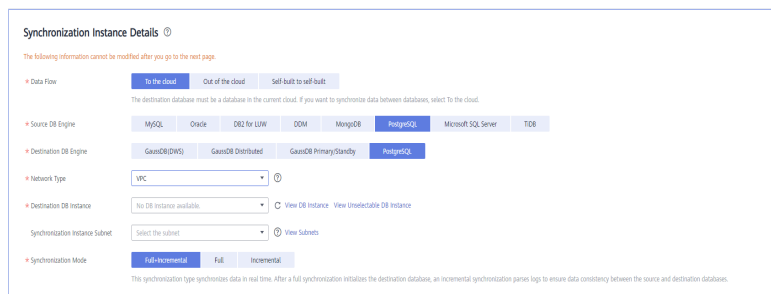 Synchronization Instance Details
The following information cannot be modified after you go to the next page.
* Data Flow To the cloud Out of the cloud Self-built to self-built
The destination database must be a database in the current cloud. If you want to synchronize data between databases, select To the cloud.
* Source DB Engine MySQL Oracle DB2 for LUW DDM MongoDB PostgreSQL Microsoft SQL Server TiDB
* Destination DB Engine GaussDB(DWS) GaussDB Distributed GaussDB Primary/Standby PostgreSQL
* Network Type VPC
* Destination DB Instance No DB instance available. View DB Instance View Unselectable DB Instance
Synchronization Instance Subnet Select the subnet View Subnets
* Synchronization Mode Full+Incremental Full Incremental
This synchronization type synchronizes data in real time. After a full synchronization initializes the destination database, an incremental synchronization parses logs to ensure data consistency between the source and destination databases.